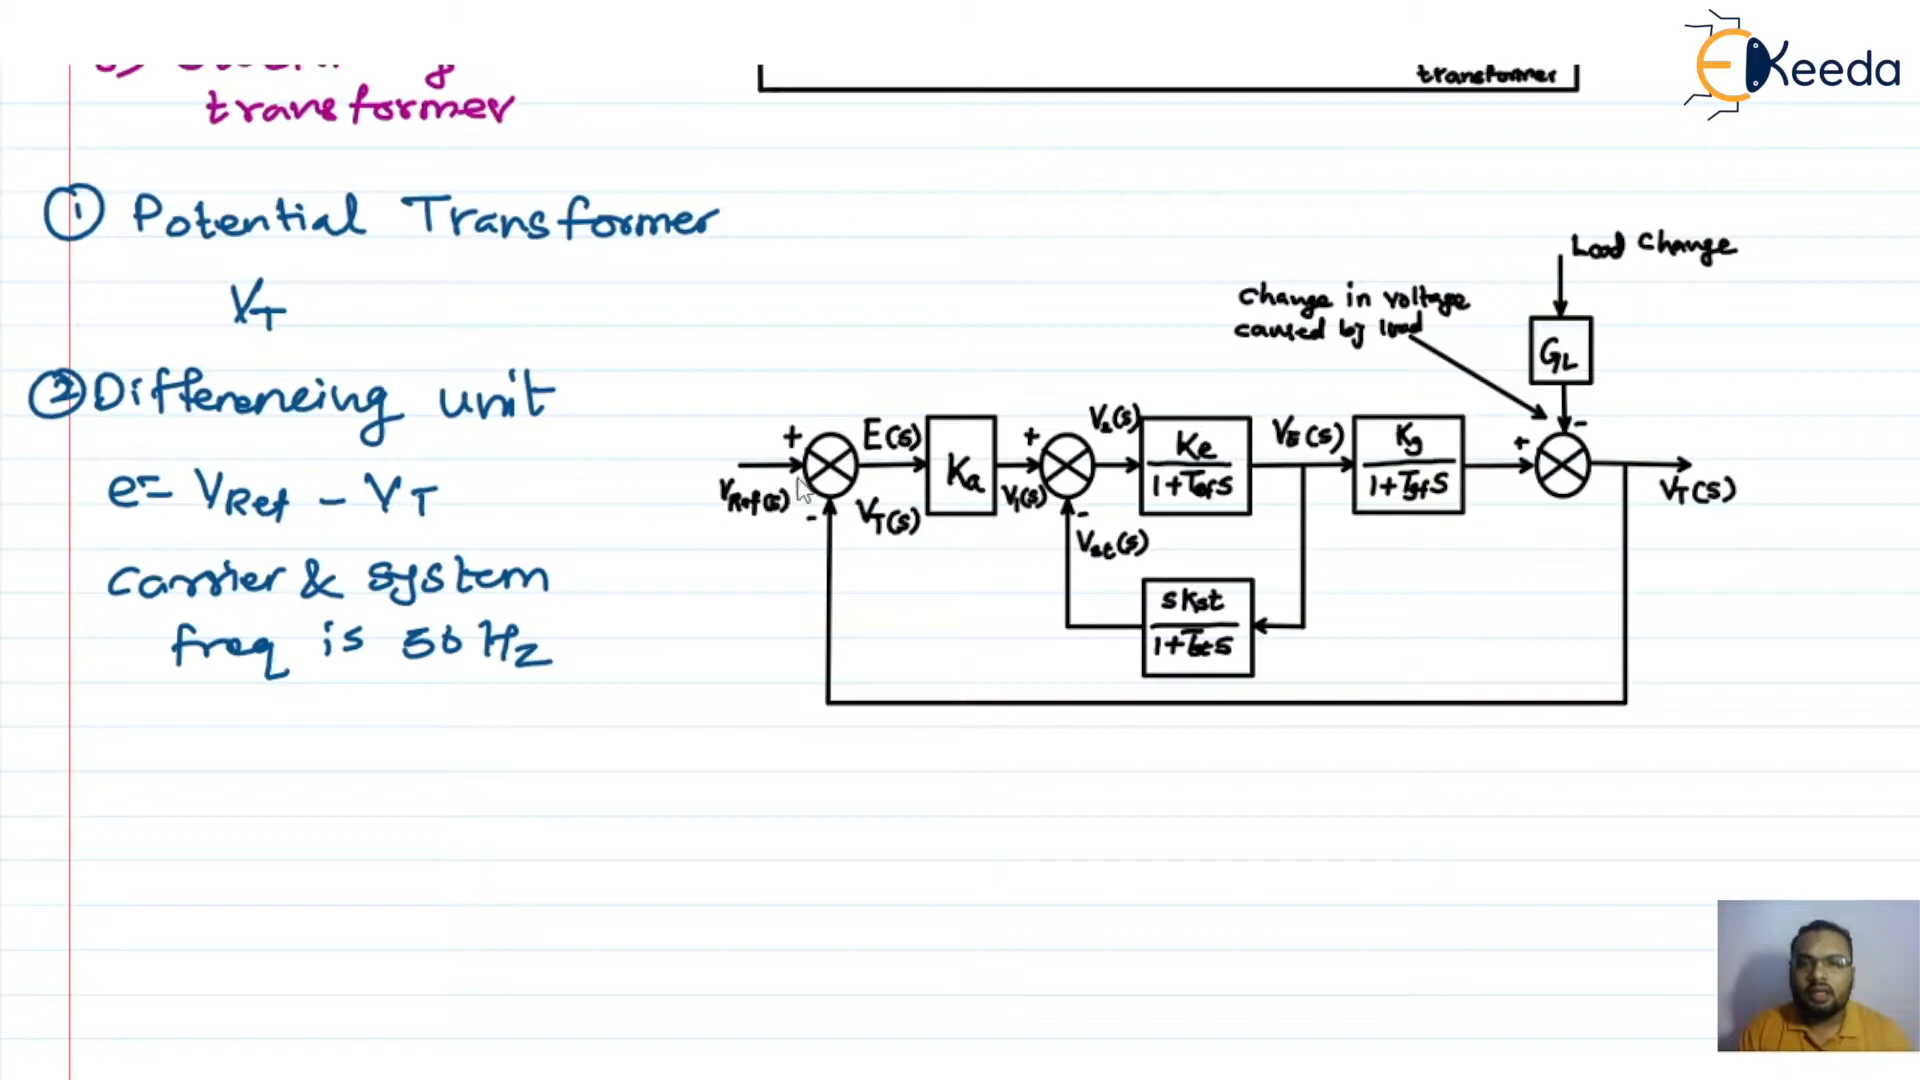 transformer
transformer
EKeeda
① Potential Transformer
VT
② Differencing unit
e = VRef - VT
Carrier & system
freq is 50 Hz
Load Change
Change in voltage
caused by load
GL
-
+
E(s)
Ka
+
V2(s)
Ke
1+Tefs
VE(s)
Kg
1+Tgfs
+
VRef(s)
-
VT(s)
V1(s)
-
Vst(s)
VT(s)
sKst
1+Tsts